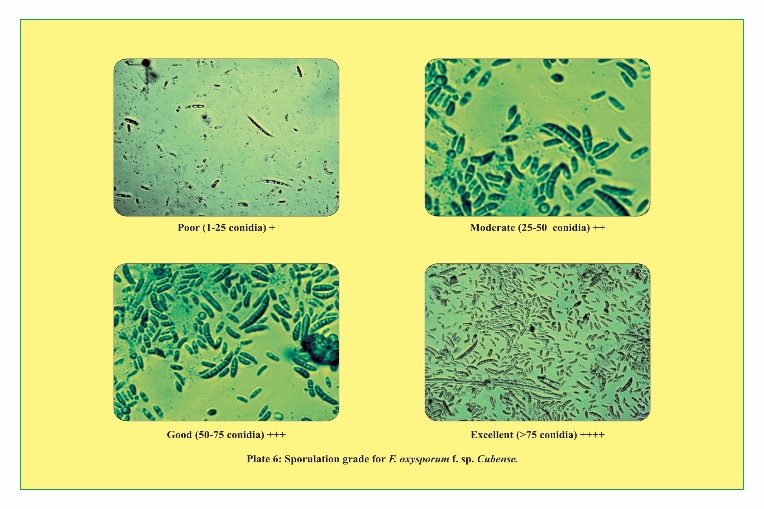 Poor (1-25 conidia) +
Moderate (25-50 conidia) ++
Good (50-75 conidia) +++
Excellent (>75 conidia) ++++
Plate 6: Sporulation grade for F. oxysporum f. sp. Cubense.